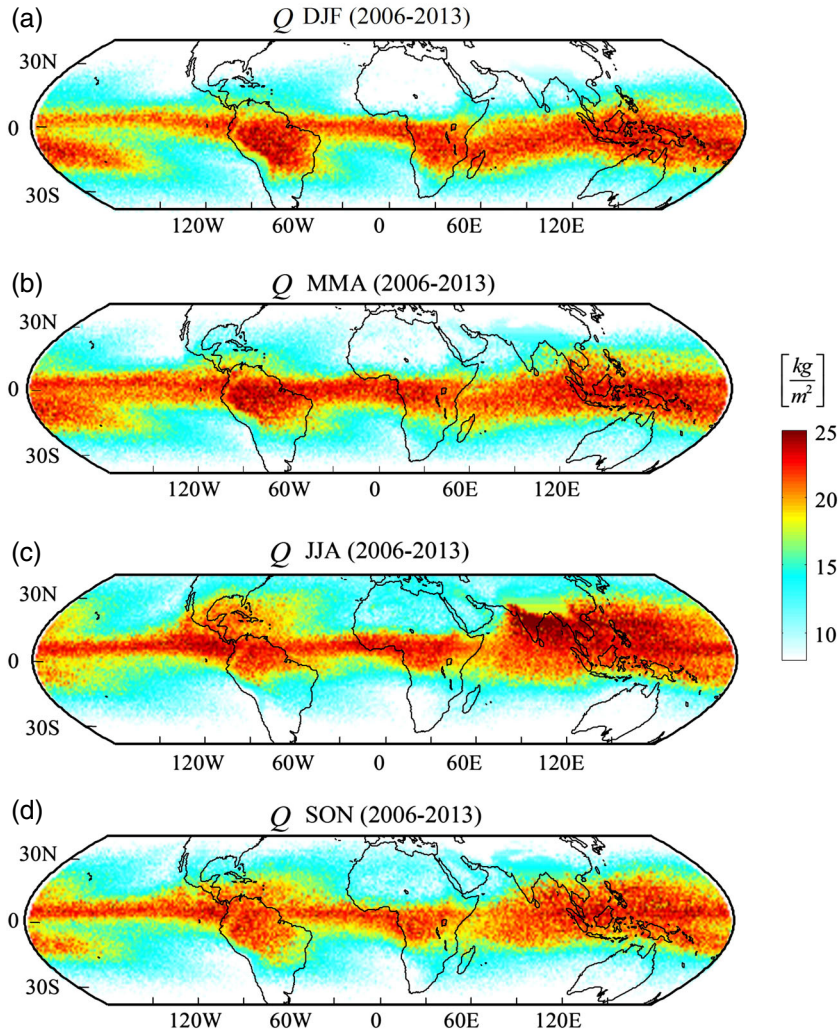 (a)
Q DJF (2006-2013)
30N
0
30S
120W 60W 0 60E 120E
(b)
Q MMA (2006-2013)
30N
0
30S
120W 60W 0 60E 120E
[kg/m²]
25
20
15
10
(c)
Q JJA (2006-2013)
30N
0
30S
120W 60W 0 60E 120E
(d)
Q SON (2006-2013)
30N
0
30S
120W 60W 0 60E 120E